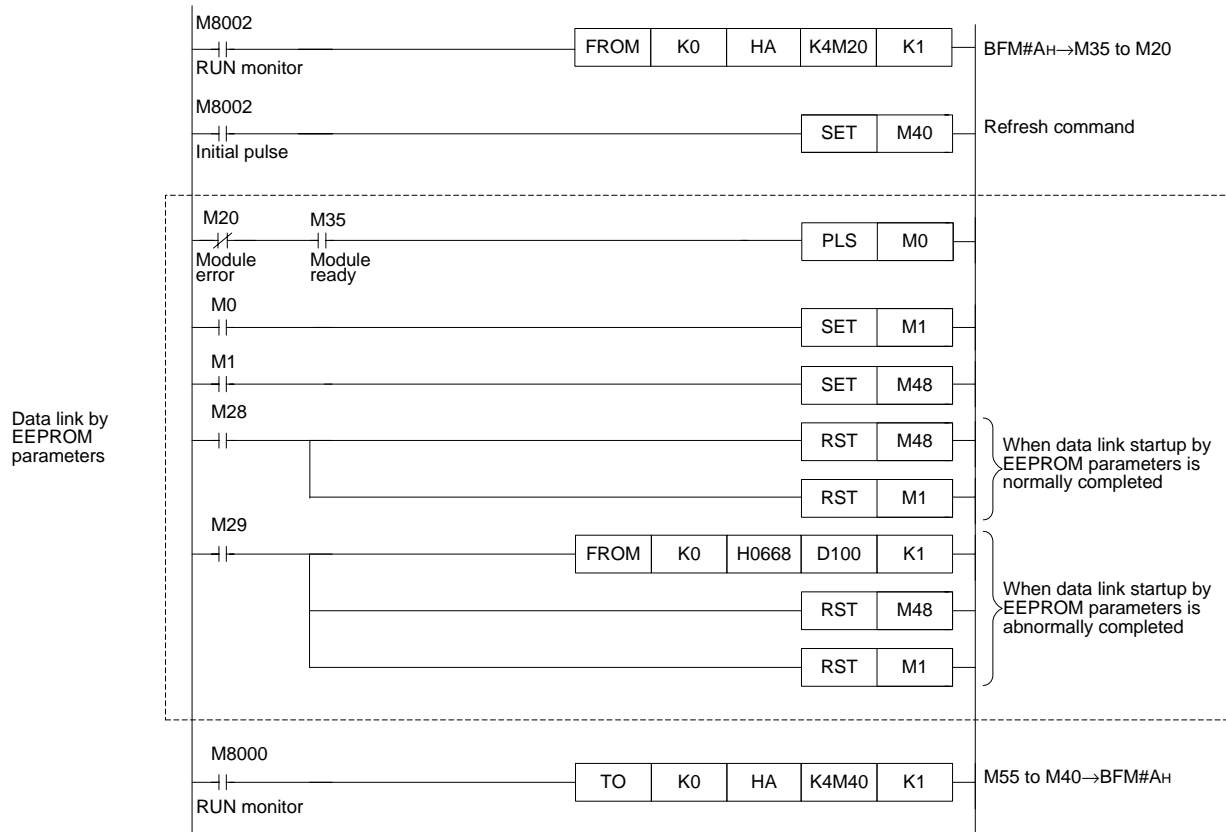 M8002
FROM K0 HA K4M20 K1
BFM#AH→M35 to M20
RUN monitor
M8002
SET M40
Refresh command
Initial pulse
M20 M35
PLS M0
Module error
Module ready
M0
SET M1
M1
SET M48
Data link by
EEPROM
parameters
M28
RST M48
RST M1
When data link startup by
EEPROM parameters is
normally completed
M29
FROM K0 H0668 D100 K1
RST M48
RST M1
When data link startup by
EEPROM parameters is
abnormally completed
M8000
TO K0 HA K4M40 K1
M55 to M40→BFM#AH
RUN monitor